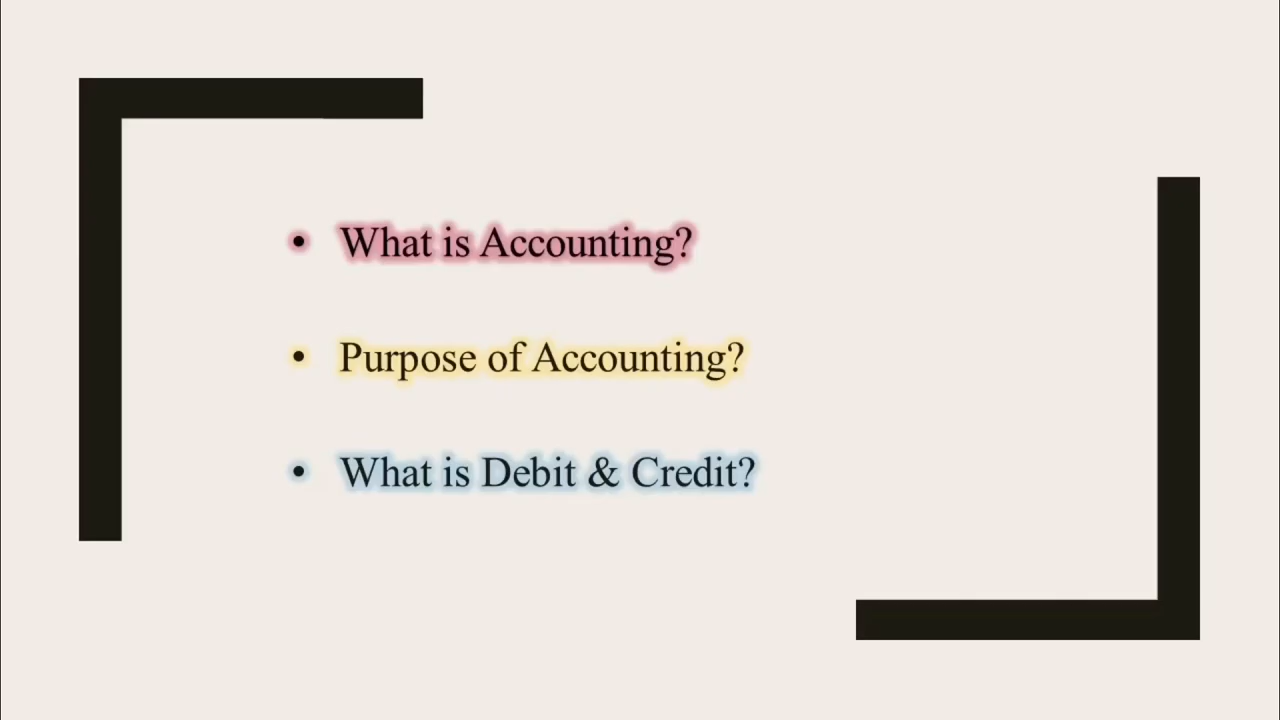 • What is Accounting?
• Purpose of Accounting?
• What is Debit & Credit?